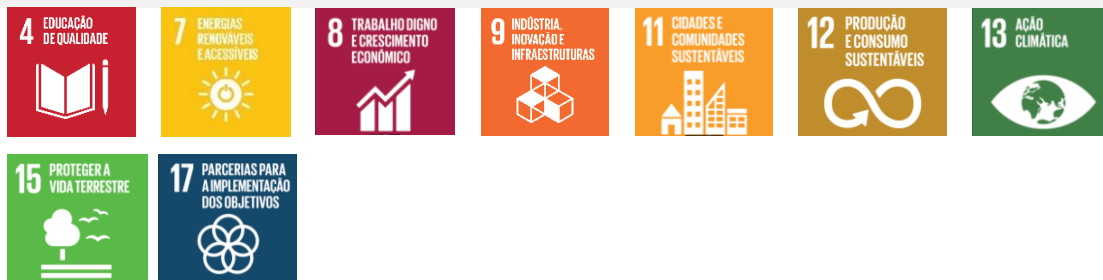 4 EDUCAÇÃO
DE QUALIDADE
7 ENERGIAS
RENOVÁVEIS
E ACESSÍVEIS
8 TRABALHO DIGNO
E CRESCIMENTO
ECONÓMICO
9 INDÚSTRIA,
INOVAÇÃO E
INFRAESTRUTURAS
11 CIDADES E
COMUNIDADES
SUSTENTÁVEIS
12 PRODUÇÃO
E CONSUMO
SUSTENTÁVEIS
13 AÇÃO
CLIMÁTICA
15 PROTEGER A
VIDA TERRESTRE
17 PARCERIAS PARA
A IMPLEMENTAÇÃO
DOS OBJETIVOS